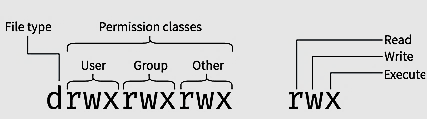 File type
Permission classes
User Group Other
drwxrwxrwx
Read
Write
Execute
rwx